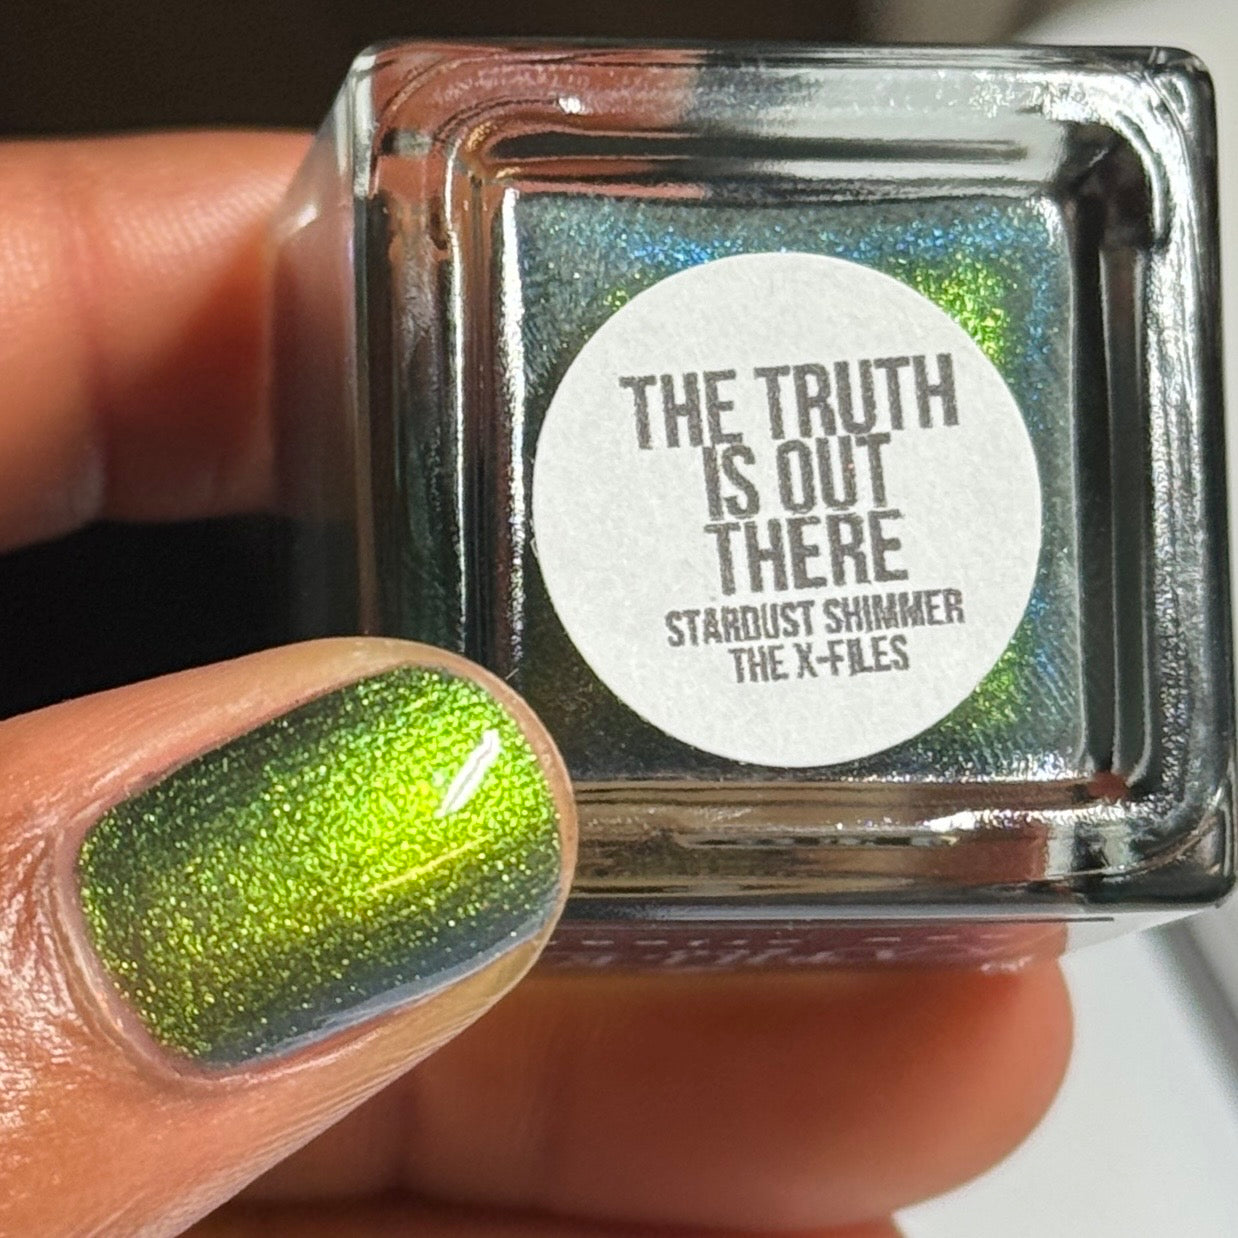 THE TRUTH
IS OUT
THERE
STARDUST SHIMMER
THE X-FILES